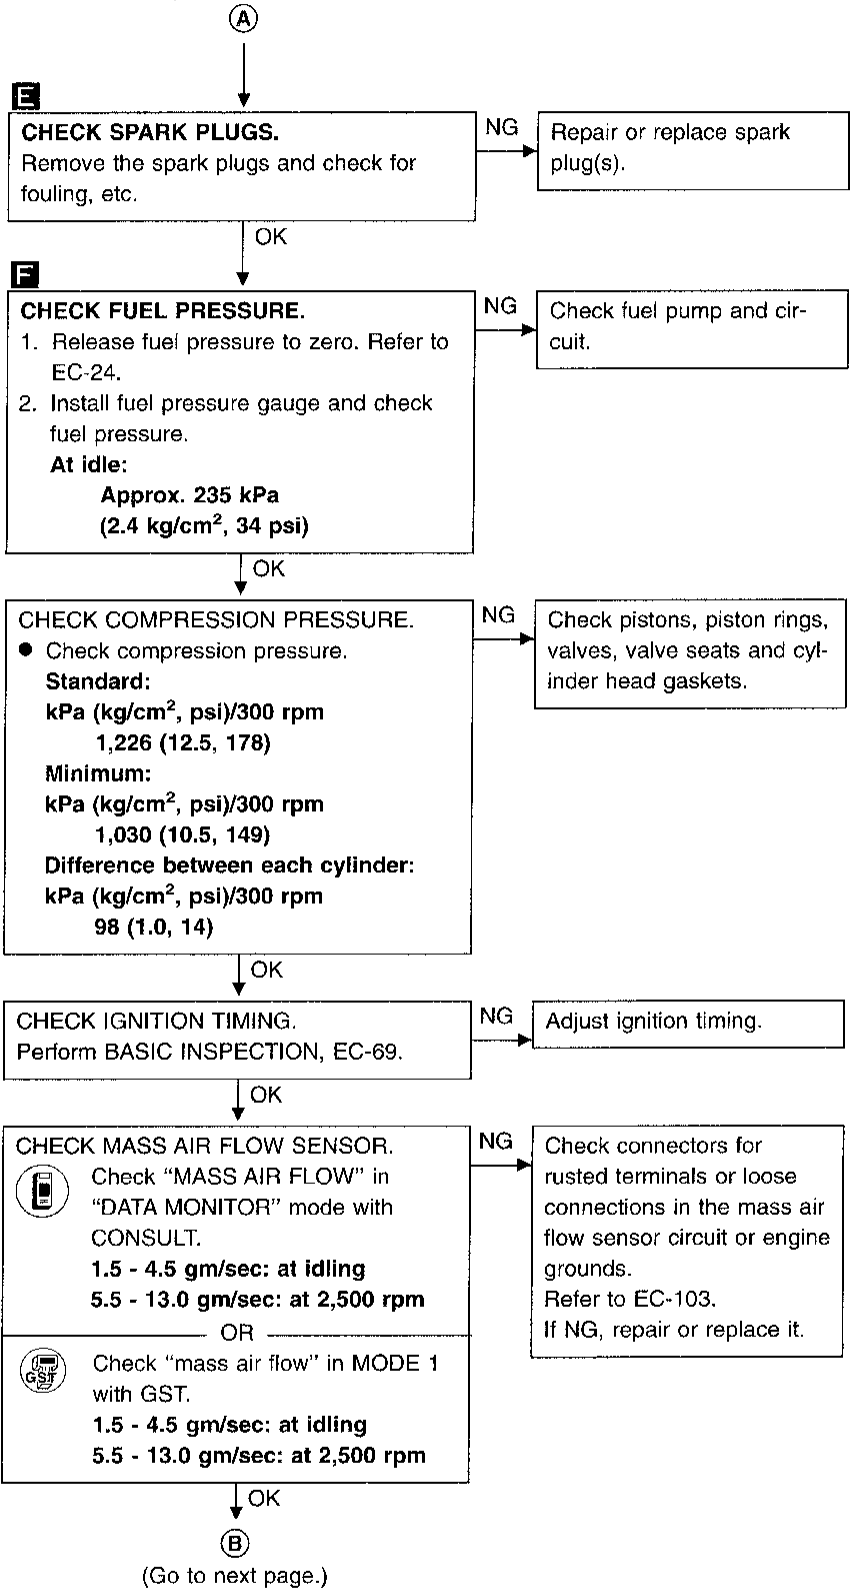 A
E
CHECK SPARK PLUGS.
Remove the spark plugs and check for
fouling, etc.
NG
Repair or replace spark
plug(s).
OK
F
CHECK FUEL PRESSURE.
1. Release fuel pressure to zero. Refer to
EC-24.
2. Install fuel pressure gauge and check
fuel pressure.
At idle:
Approx. 235 kPa
(2.4 kg/cm², 34 psi)
NG
Check fuel pump and cir-
cuit.
OK
CHECK COMPRESSION PRESSURE.
● Check compression pressure.
Standard:
kPa (kg/cm², psi)/300 rpm
1,226 (12.5, 178)
Minimum:
kPa (kg/cm², psi)/300 rpm
1,030 (10.5, 149)
Difference between each cylinder:
kPa (kg/cm², psi)/300 rpm
98 (1.0, 14)
NG
Check pistons, piston rings,
valves, valve seats and cyl-
inder head gaskets.
OK
CHECK IGNITION TIMING.
Perform BASIC INSPECTION, EC-69.
NG
Adjust ignition timing.
OK
CHECK MASS AIR FLOW SENSOR.
Check “MASS AIR FLOW” in
“DATA MONITOR” mode with
CONSULT.
1.5 - 4.5 gm/sec: at idling
5.5 - 13.0 gm/sec: at 2,500 rpm
OR
GST
Check “mass air flow” in MODE 1
with GST.
1.5 - 4.5 gm/sec: at idling
5.5 - 13.0 gm/sec: at 2,500 rpm
NG
Check connectors for
rusted terminals or loose
connections in the mass air
flow sensor circuit or engine
grounds.
Refer to EC-103.
If NG, repair or replace it.
OK
B
(Go to next page.)